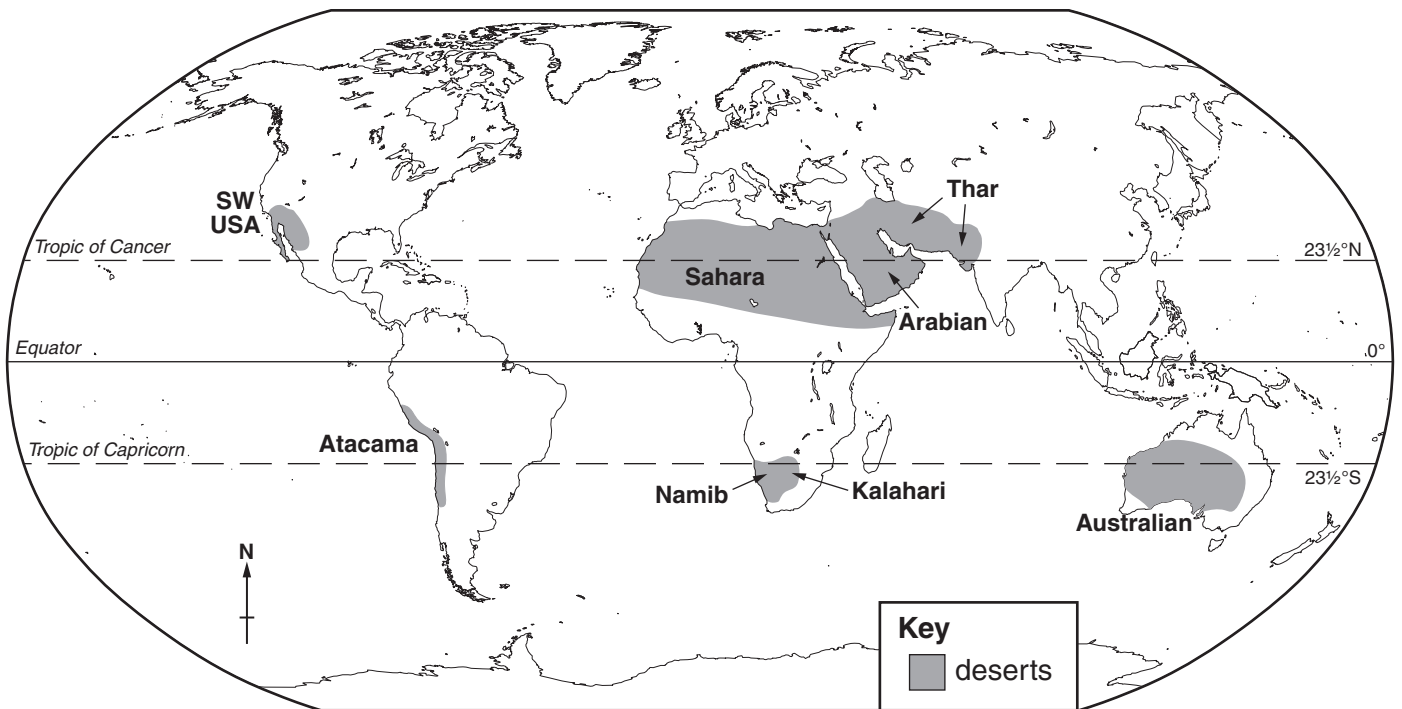 Thar
SW
USA
Tropic of Cancer
23½°N
Sahara
Arabian
Equator
0°
Atacama
Tropic of Capricorn
23½°S
Namib
Kalahari
Australian
N
Key
deserts